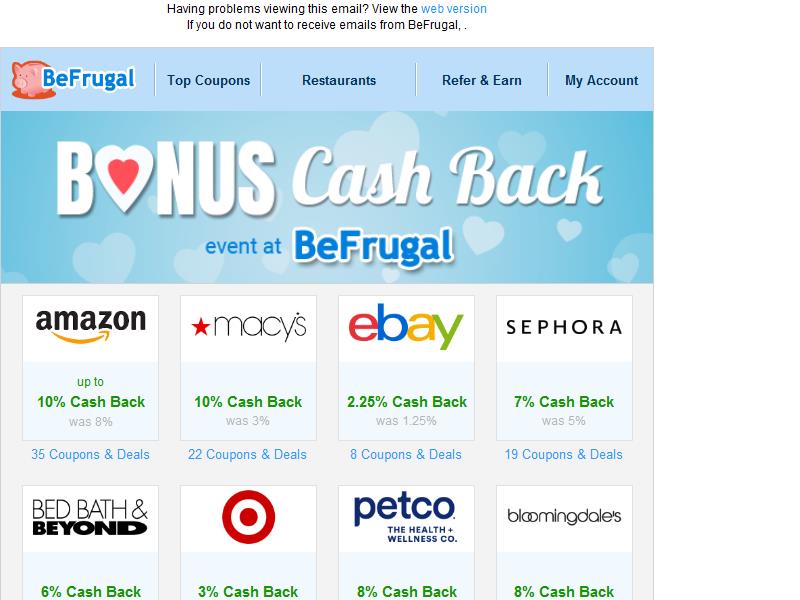 Having problems viewing this email? View the web version
If you do not want to receive emails from BeFrugal, .
BeFrugal
Top Coupons
Restaurants
Refer & Earn
My Account
BONUS Cash Back
event at BeFrugal
amazon
macy's
ebay
SEPHORA
up to
10% Cash Back
10% Cash Back
2.25% Cash Back
7% Cash Back
was 8%
was 3%
was 1.25%
was 5%
35 Coupons & Deals
22 Coupons & Deals
8 Coupons & Deals
19 Coupons & Deals
BED BATH &
BEYOND
petco
THE HEALTH +
WELLNESS CO.
bloomingdale's
6% Cash Back
3% Cash Back
8% Cash Back
8% Cash Back